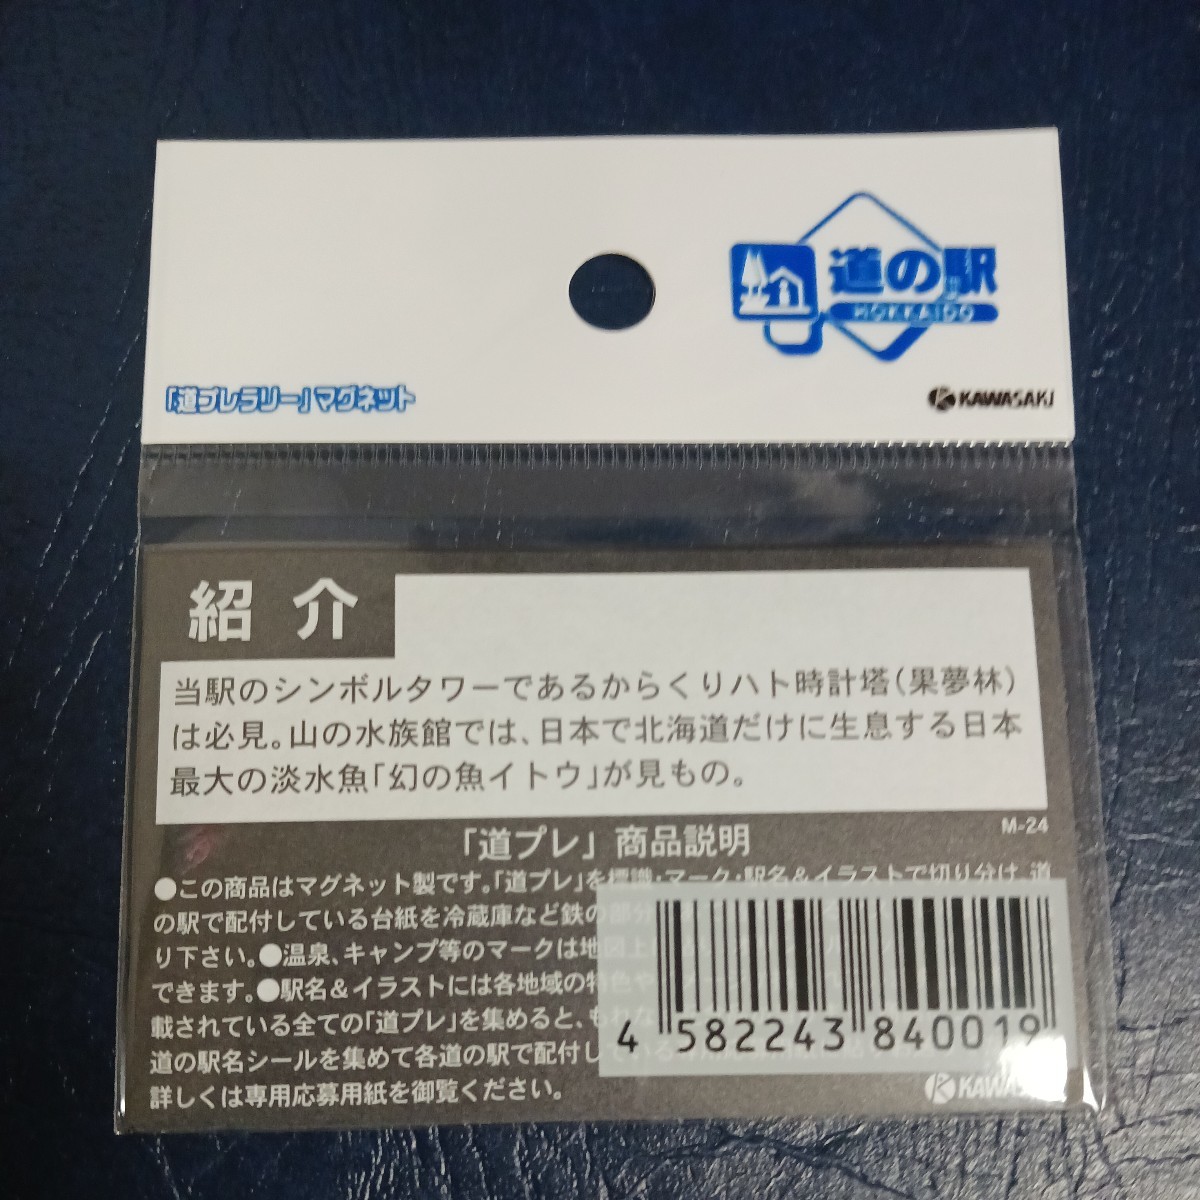 道の駅
HOKKAIDO
「道プレラリー」マグネット
KAWASAKI
紹介
当駅のシンボルタワーであるからくりハト時計塔(果夢林)
は必見。山の水族館では、日本で北海道だけに生息する日本
最大の淡水魚「幻の魚イトウ」が見もの。
M-24
「道プレ」商品説明
●この商品はマグネット製です。「道プレ」を標識・マーク・駅名&イラストで切り分け、道
の駅で配付している台紙を冷蔵庫など鉄の部分
り下さい。●温泉、キャンプ等のマークは地図上
できます。●駅名&イラストには各地域の特色や
載されている全ての「道プレ」を集めると、もれな
道の駅名シールを集めて各道の駅で配付している
詳しくは専用応募用紙を御覧ください。
4 582243 840019
KAWASAKI